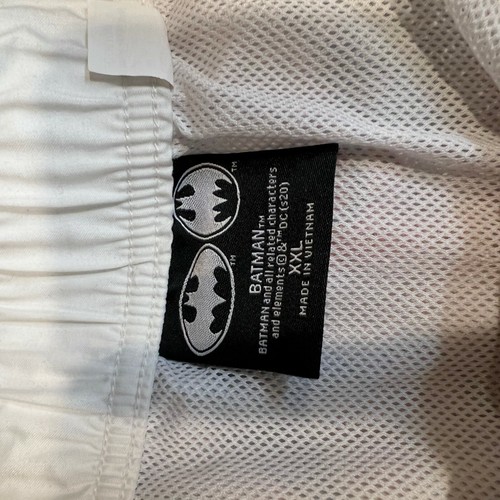 TM
TM
BATMAN™
BATMAN and all related characters
and elements © & ™ DC (s20)
XXL
MADE IN VIETNAM